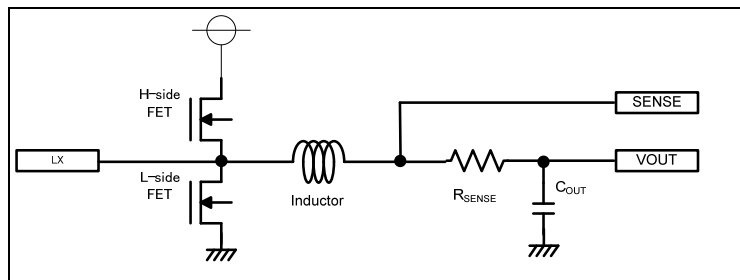 H-side
FET
SENSE
LX
VOUT
L-side
FET
Inductor
RSENSE
COUT